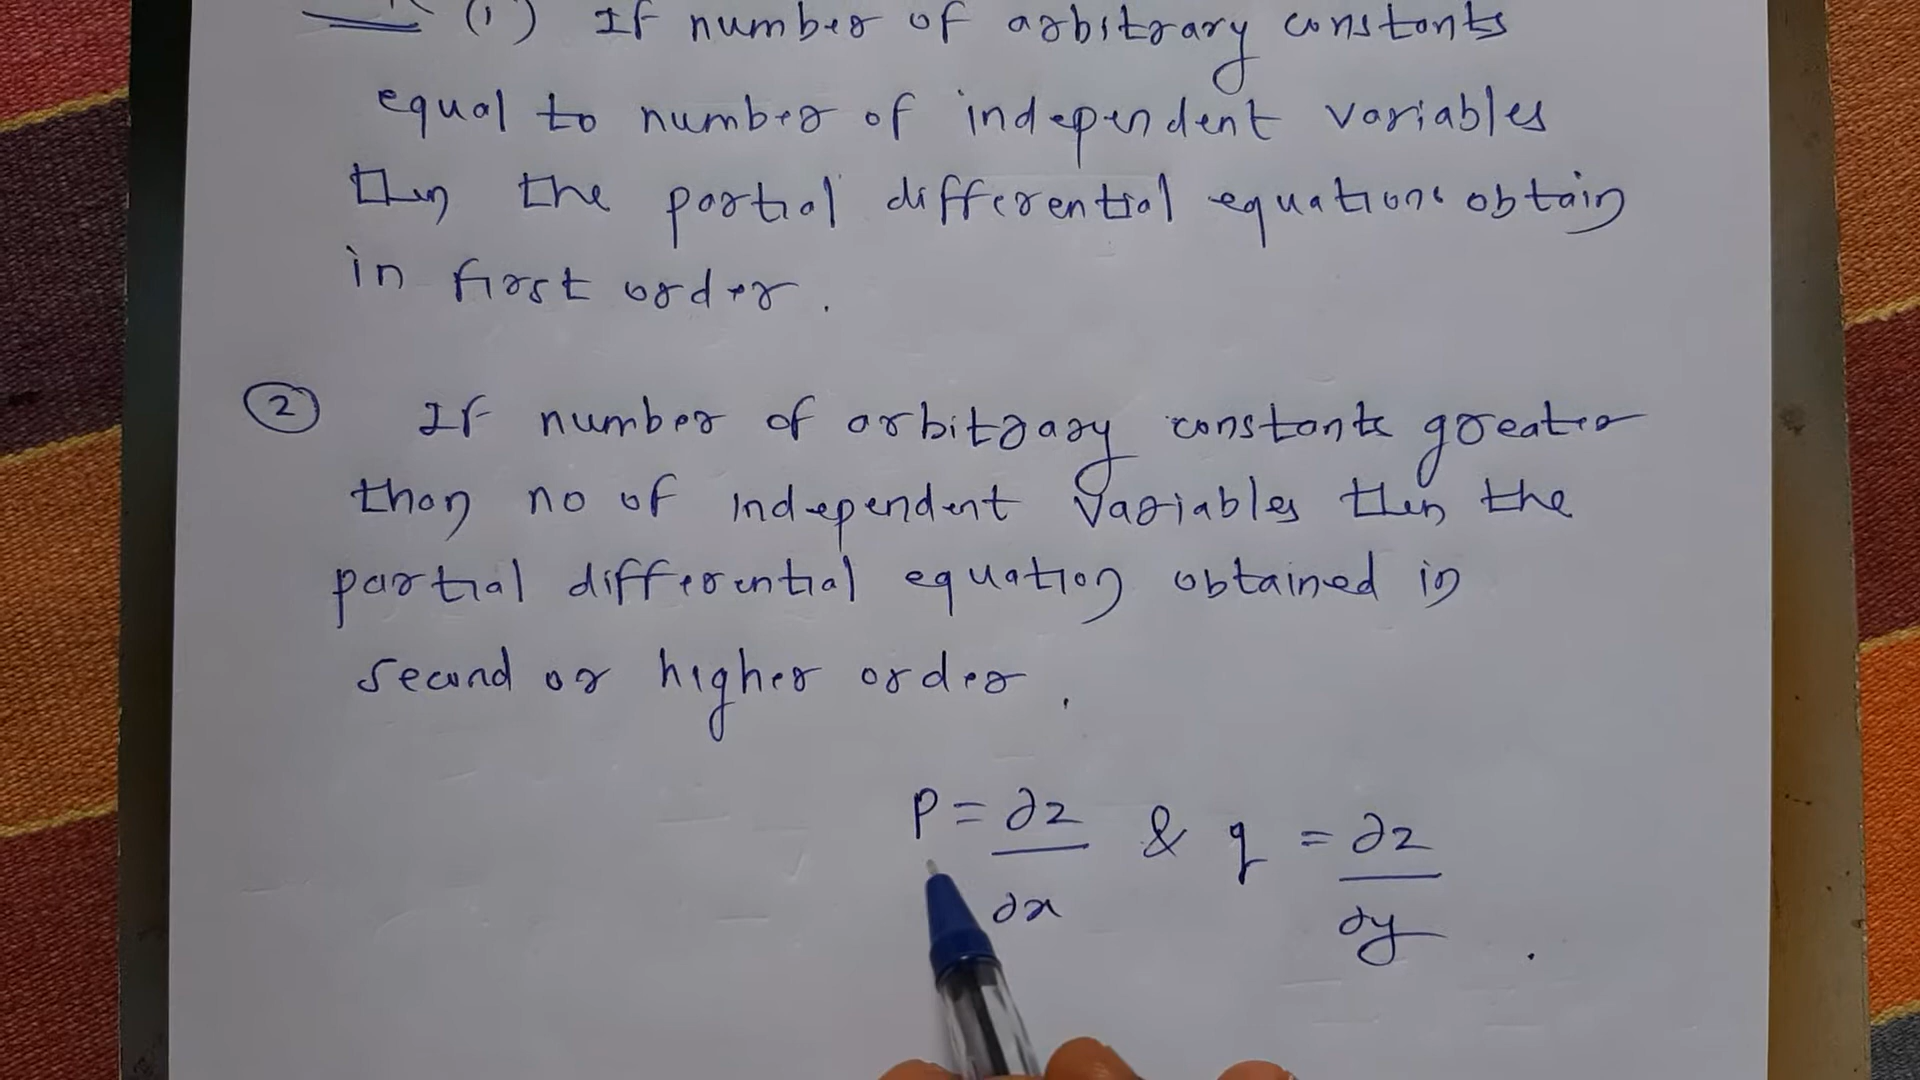 (1) If number of arbitrary constants
equal to number of independent variables
then the partial differential equations obtain
in first order.
② If number of arbitrary constants greater
than no of independent variables then the
partial differential equation obtained in
second or higher order.
P = ∂z/∂x & q = ∂z/∂y.